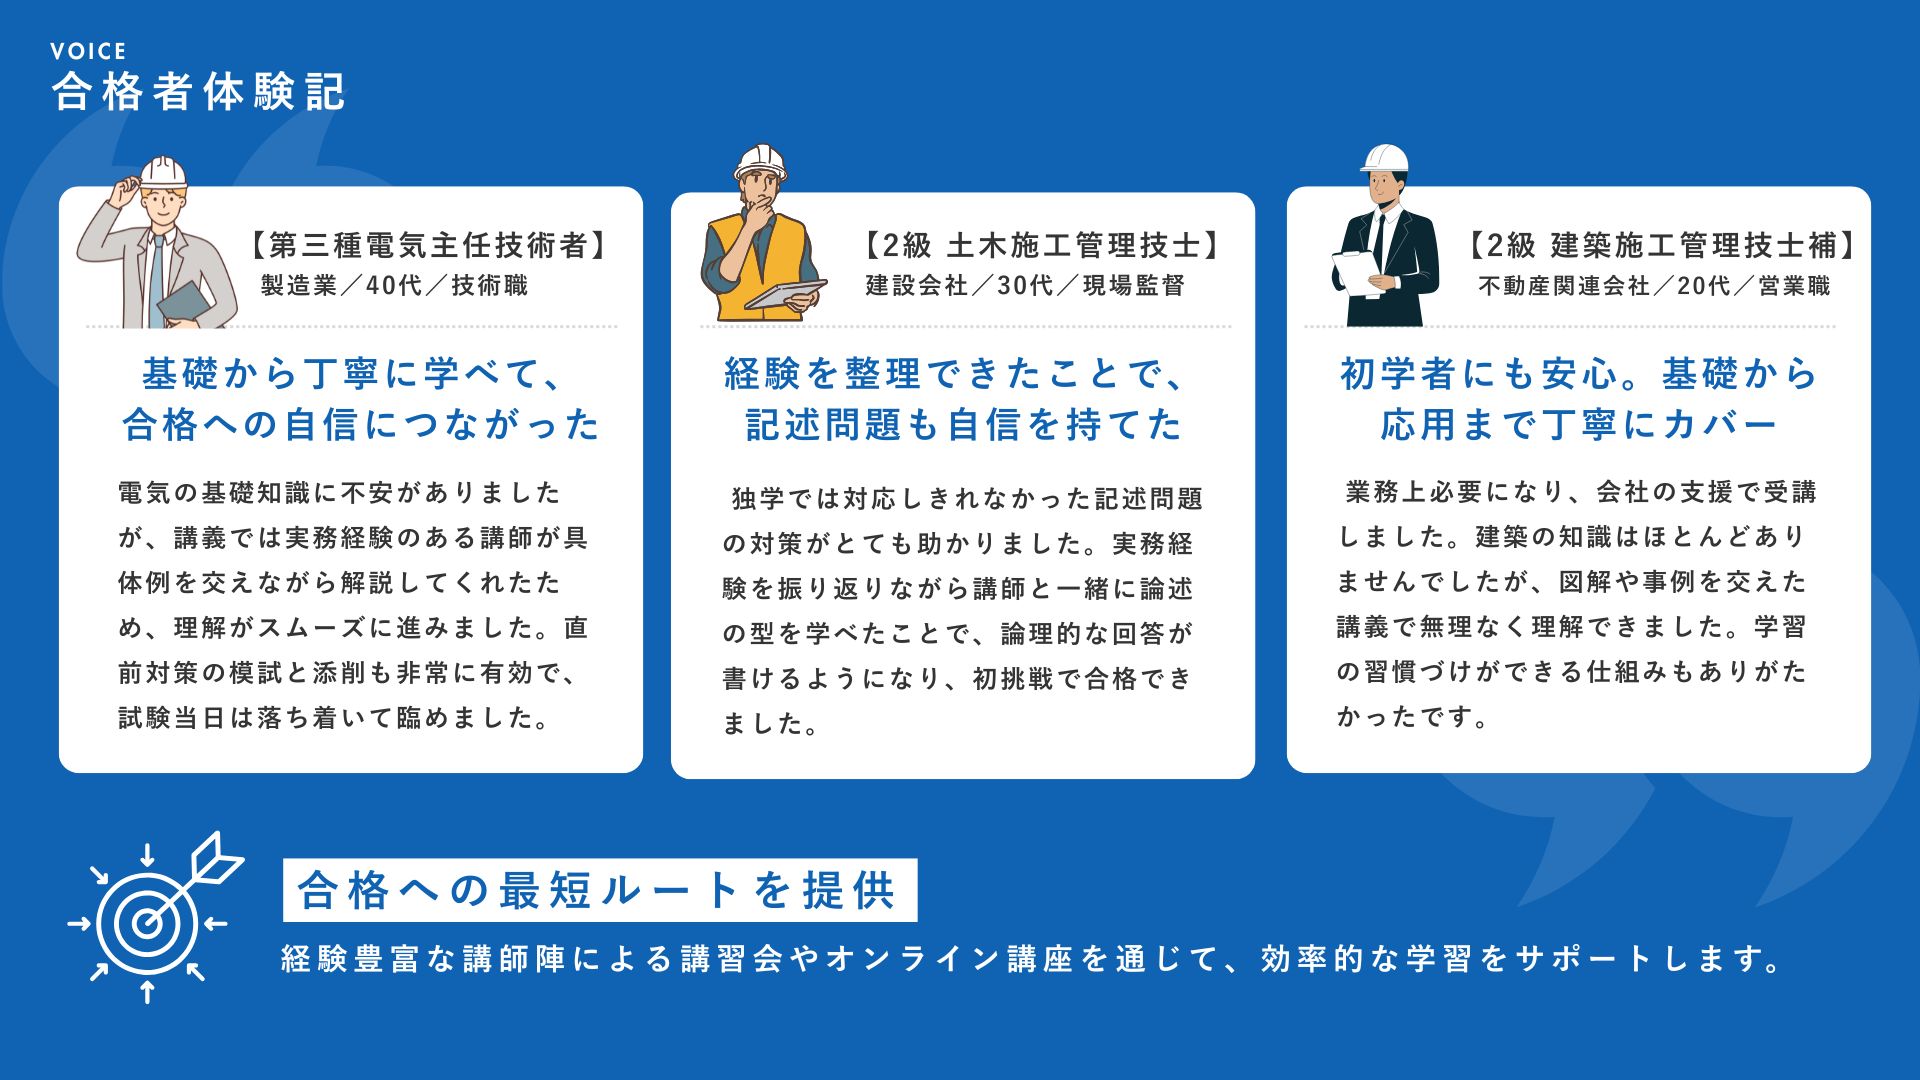 VOICE
合格者体験記
【第三種電気主任技術者】
製造業／40代／技術職
基礎から丁寧に学べて、
合格への自信につながった
電気の基礎知識に不安がありました
が、講義では実務経験のある講師が具
体例を交えながら解説してくれたた
め、理解がスムーズに進みました。直
前対策の模試と添削も非常に有効で、
試験当日は落ち着いて臨めました。
【2級 土木施工管理技士】
建設会社／30代／現場監督
経験を整理できたことで、
記述問題も自信を持てた
独学では対応しきれなかった記述問題
の対策がとても助かりました。実務経
験を振り返りながら講師と一緒に論述
の型を学べたことで、論理的な回答が
書けるようになり、初挑戦で合格でき
ました。
【2級 建築施工管理技士補】
不動産関連会社／20代／営業職
初学者にも安心。基礎から
応用まで丁寧にカバー
業務上必要になり、会社の支援で受講
しました。建築の知識はほとんどあり
ませんでしたが、図解や事例を交えた
講義で無理なく理解できました。学習
の習慣づけができる仕組みもありがた
かったです。
合格への最短ルートを提供
経験豊富な講師陣による講習会やオンライン講座を通じて、効率的な学習をサポートします。